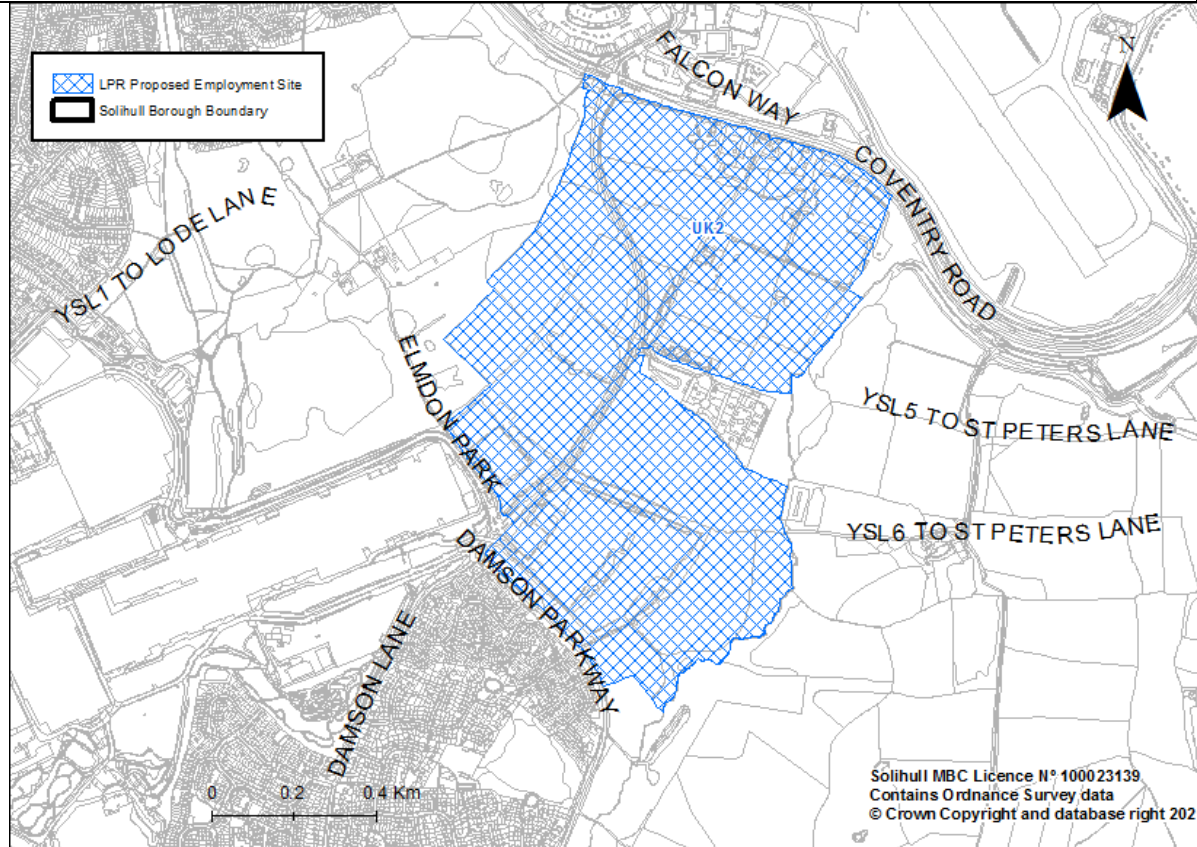 N
FALCON WAY
LPR Proposed Employment Site
Solihull Borough Boundary
COVENTRY ROAD
YSL1 TO LODE LANE
UK2
ELMDON PARK
YSL5 TO ST PETERS LANE
YSL6 TO ST PETERS LANE
DAMSON PARKWAY
DAMSON LANE
0 0.2 0.4 Km
Solihull MBC Licence Nº 100023139
Contains Ordnance Survey data
© Crown Copyright and database right 202